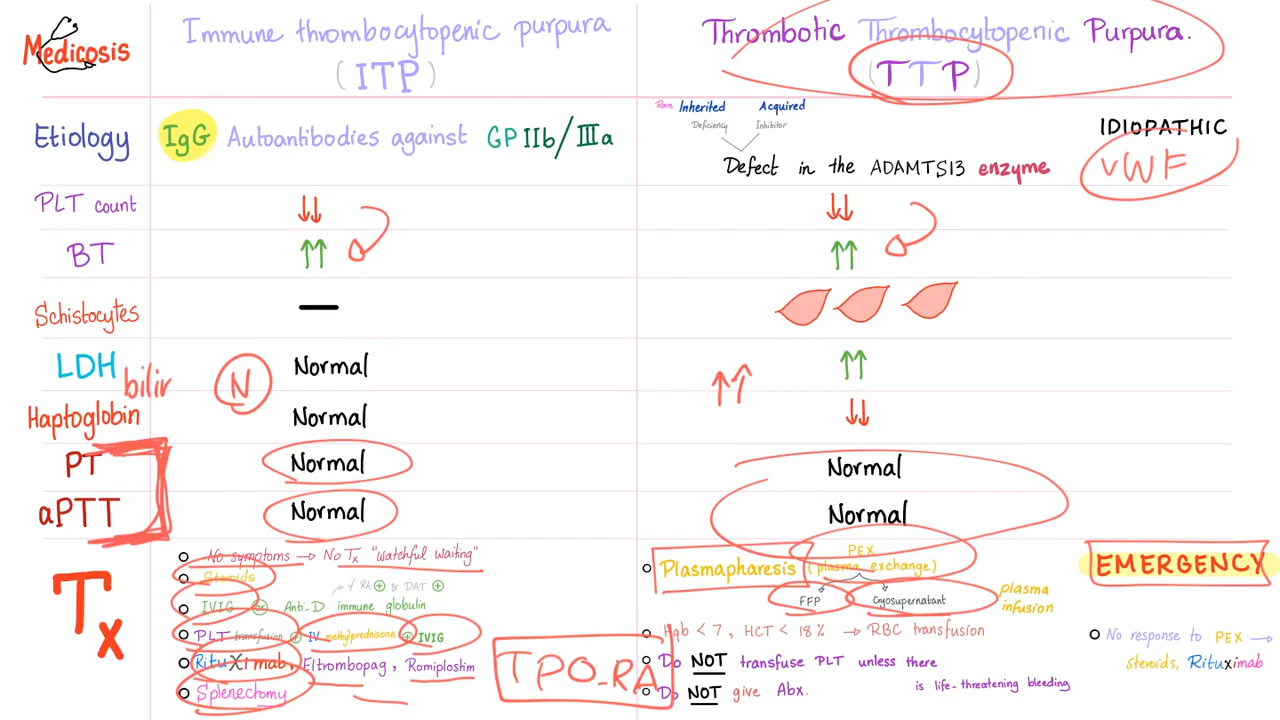 Medicosis
Immune thrombocytopenic purpura
(ITP)
Thrombotic Thrombocytopenic Purpura.
(TTP)
Etiology
IgG Autoantibodies against GP IIb/IIIa
Rare Inherited Acquired
Deficiency Inhibitor
Defect in the ADAMTS13 enzyme
IDIOPATHIC
vWF
PLT count
↓↓
↓↓
BT
↑↑
↑↑
Schistocytes
—
LDH
Normal
↑↑
bilir
N
↑↑
Haptoglobin
Normal
↓↓
PT
Normal
Normal
aPTT
Normal
Normal
Tx
No symptoms → No Tx "watchful waiting"
Steroids
if Rh + & DAT +
IVIG or Anti-D immune globulin
PLT transfusion + IV methylprednisone + IVIG
RituXimab, Eltrombopag, Romiplostim
Splenectomy
TPO-RA
PEX
Plasmapharesis (plasma exchange)
FFP Cryosupernatant
plasma
infusion
Hgb < 7, HCT < 18% → RBC transfusion
Do NOT transfuse PLT unless there
is life-threatening bleeding
Do NOT give Abx.
EMERGENCY
No response to PEX →
steroids, Rituximab